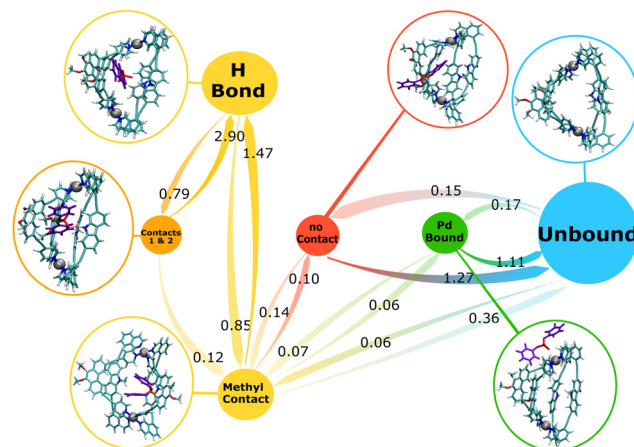 H
Bond
2.90
1.47
0.79
0.15
0.17
Contacts
1 & 2
no
Contact
Pd
Bound
Unbound
1.11
1.27
0.10
0.14
0.06
0.85
0.36
0.12
0.07
0.06
Methyl
Contact